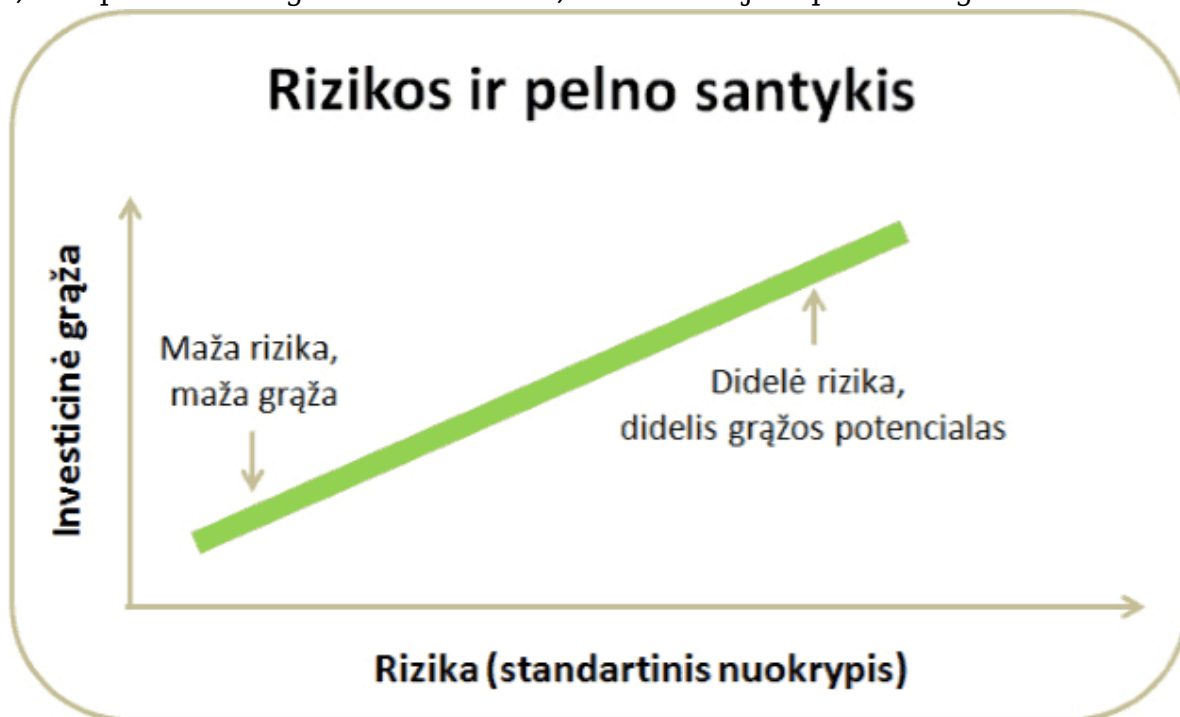 Rizikos ir pelno santykis
Investicinė grąža
Maža rizika,
maža grąža
Didelė rizika,
didelis grąžos potencialas
Rizika (standartinis nuokrypis)